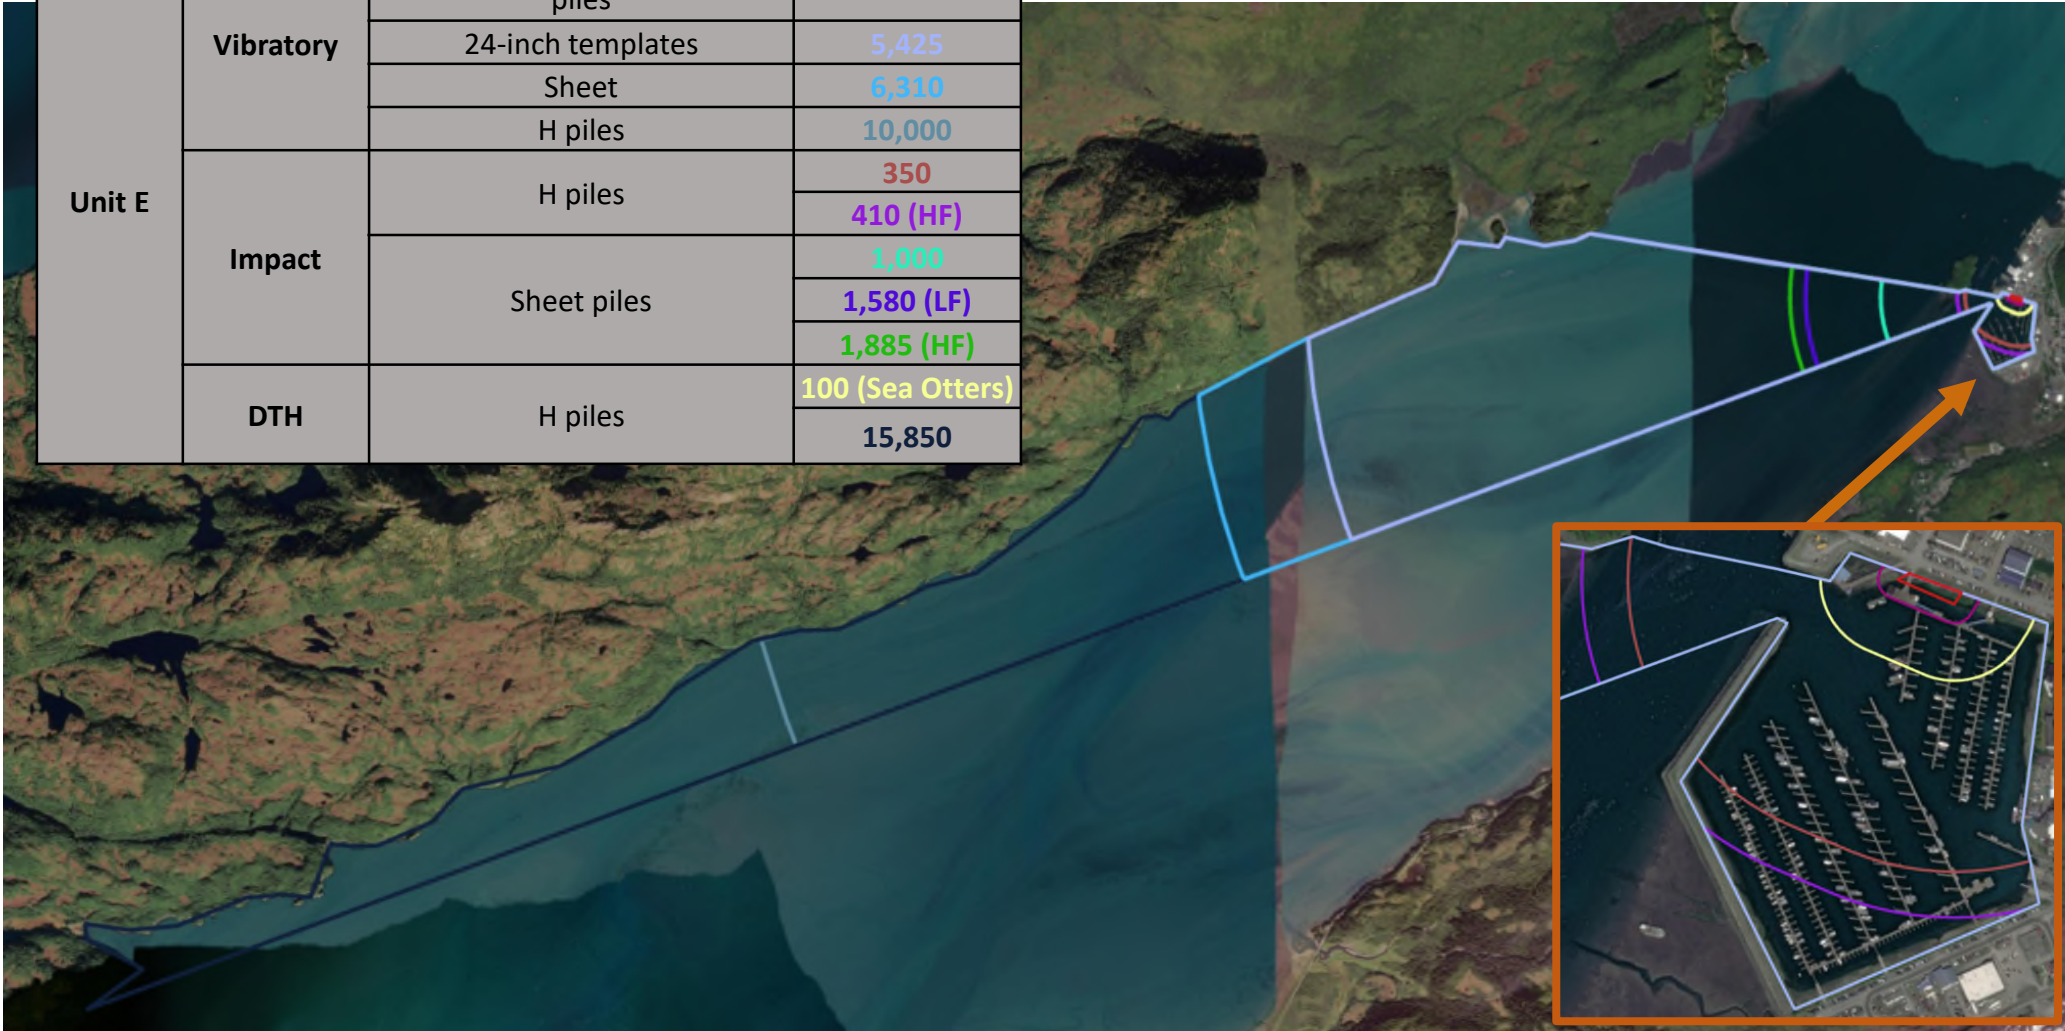 piles
Vibratory
24-inch templates 5,425
Sheet 6,310
H piles 10,000
Unit E
Impact
H piles
350
410 (HF)
Sheet piles
1,000
1,580 (LF)
1,885 (HF)
DTH
H piles
100 (Sea Otters)
15,850